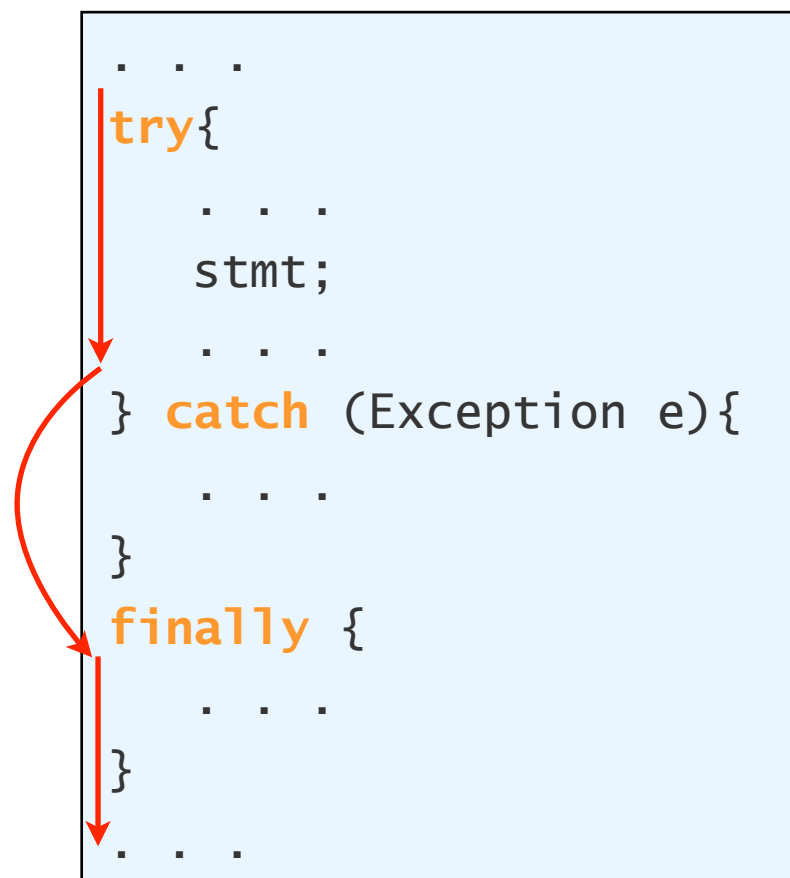 . . .
try{
. . .
stmt;
. . .
} catch (Exception e){
. . .
}
finally {
. . .
}
. . .